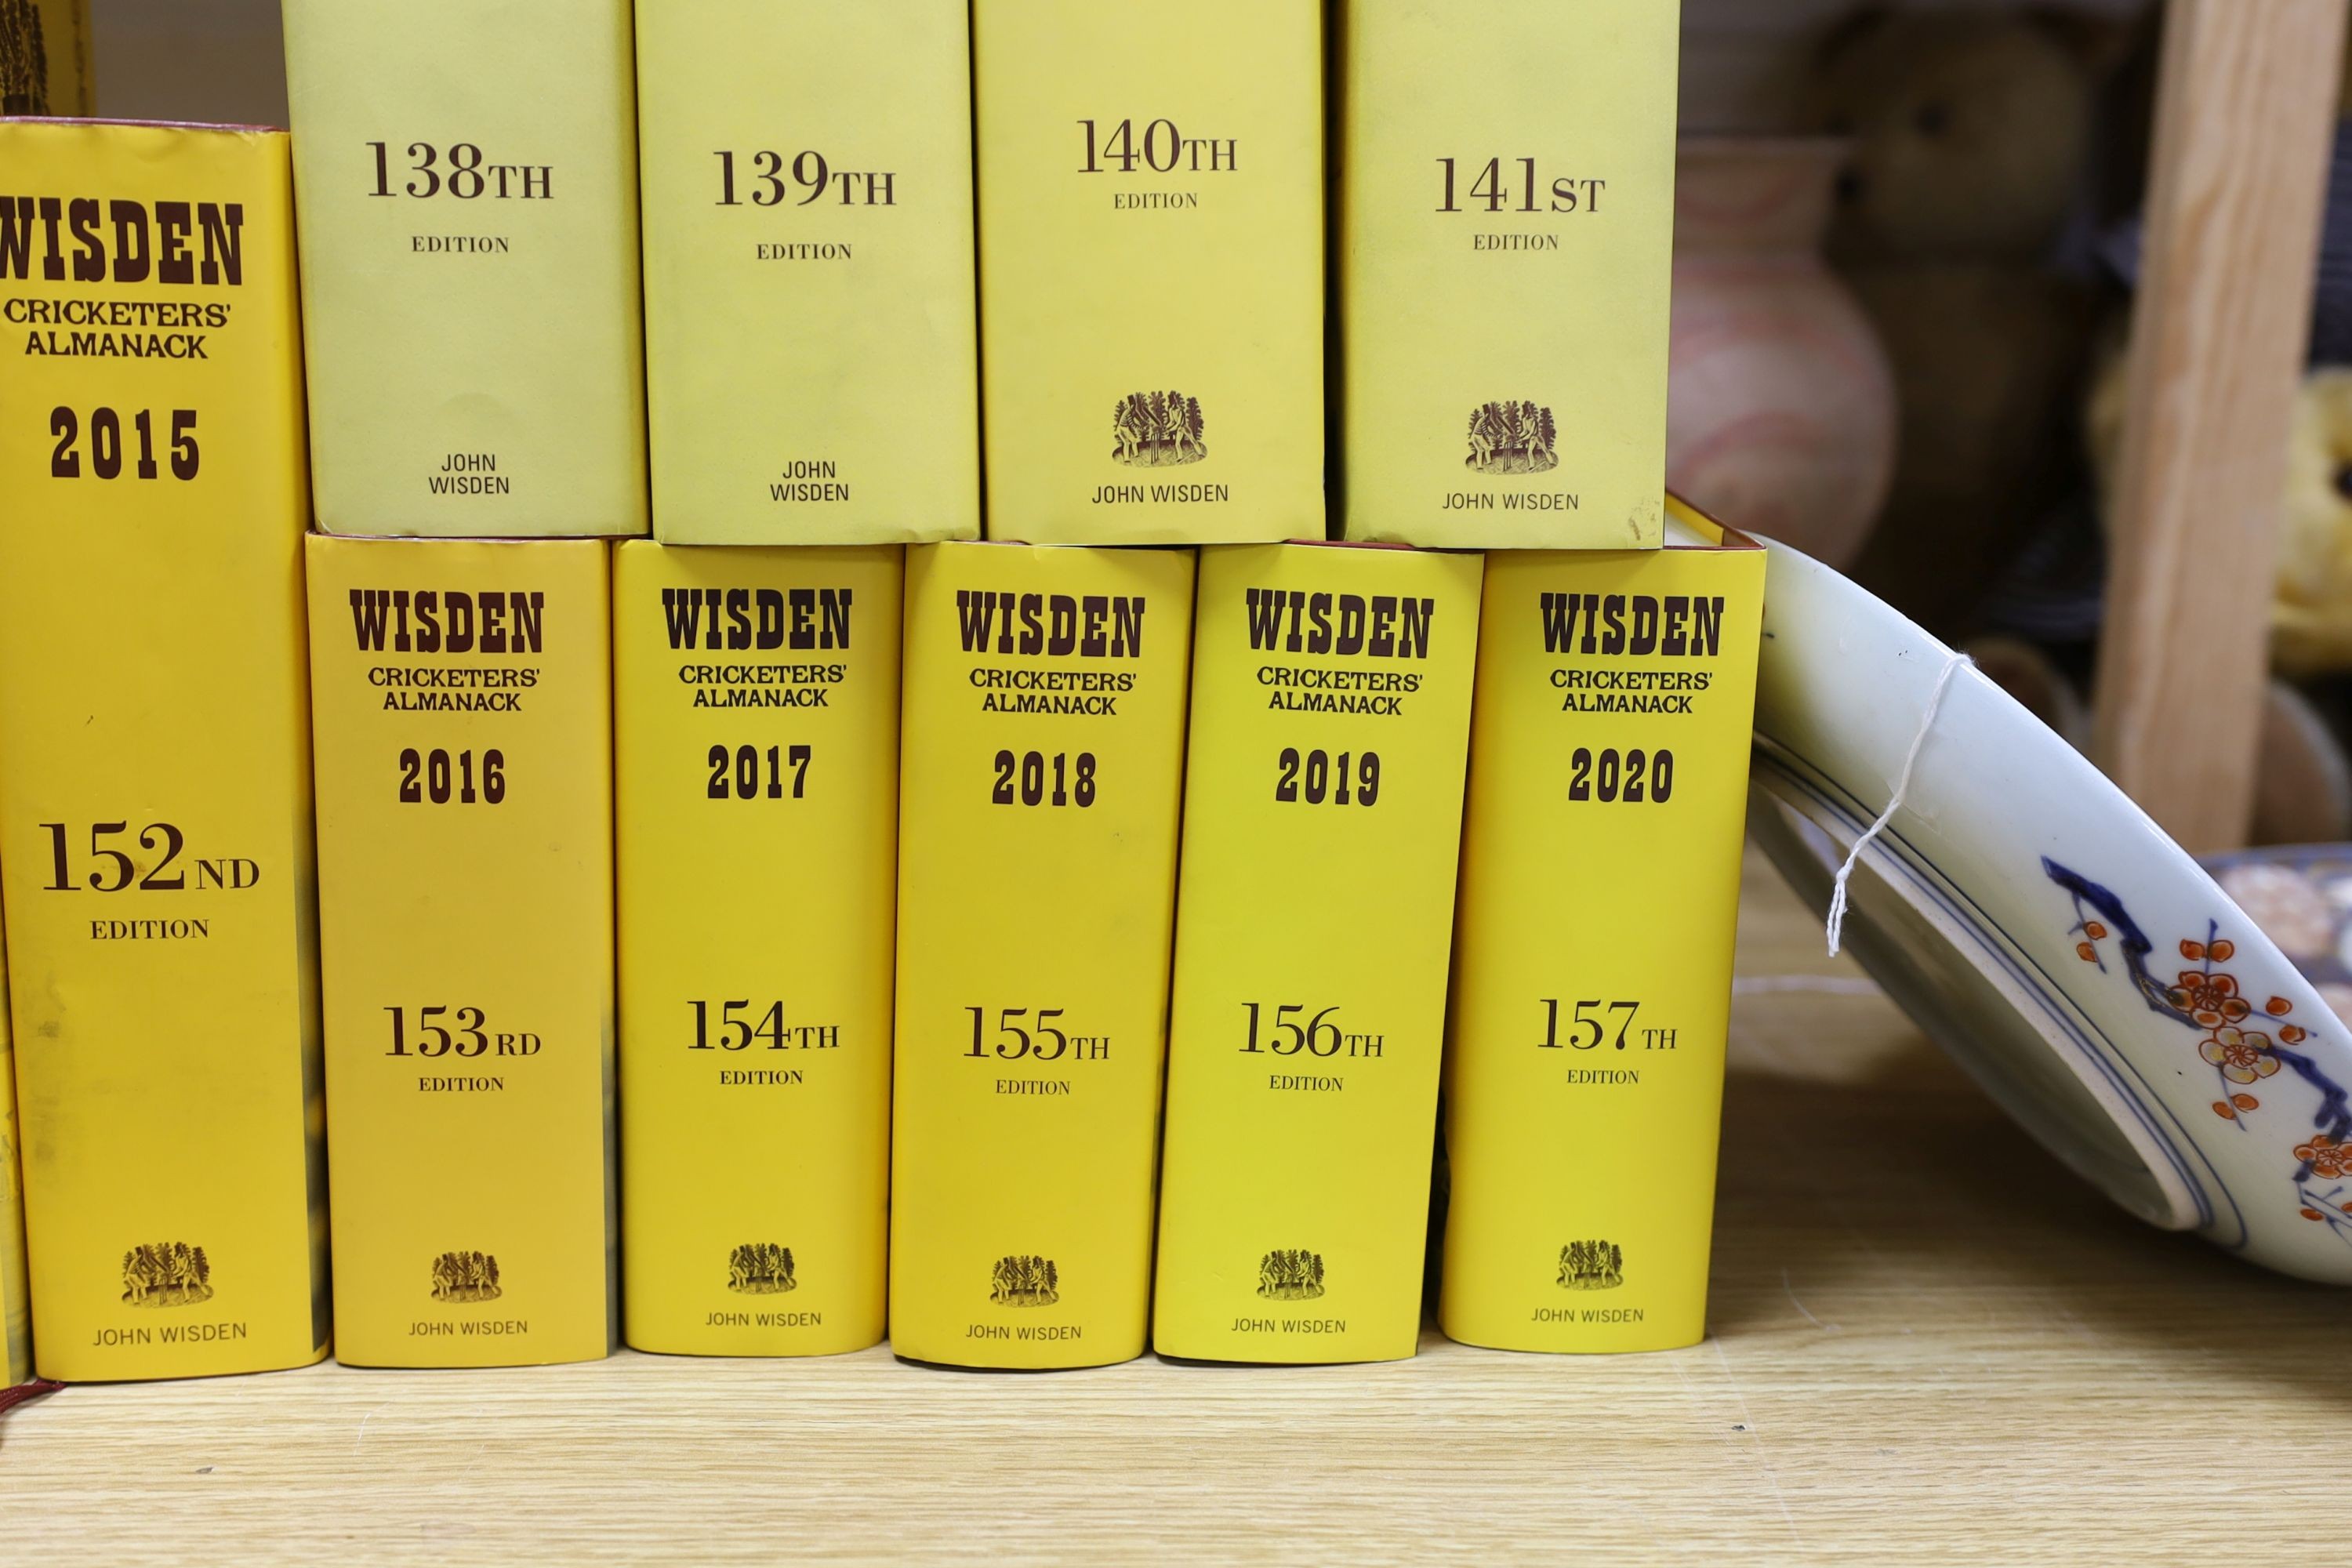 138TH
EDITION
JOHN
WISDEN
139TH
EDITION
JOHN
WISDEN
140TH
EDITION
JOHN WISDEN
141ST
EDITION
JOHN WISDEN
WISDEN
CRICKETERS'
ALMANACK
2015
152ND
EDITION
JOHN WISDEN
WISDEN
CRICKETERS'
ALMANACK
2016
153RD
EDITION
JOHN WISDEN
WISDEN
CRICKETERS'
ALMANACK
2017
154TH
EDITION
JOHN WISDEN
WISDEN
CRICKETERS'
ALMANACK
2018
155TH
EDITION
JOHN WISDEN
WISDEN
CRICKETERS'
ALMANACK
2019
156TH
EDITION
JOHN WISDEN
WISDEN
CRICKETERS'
ALMANACK
2020
157TH
EDITION
JOHN WISDEN